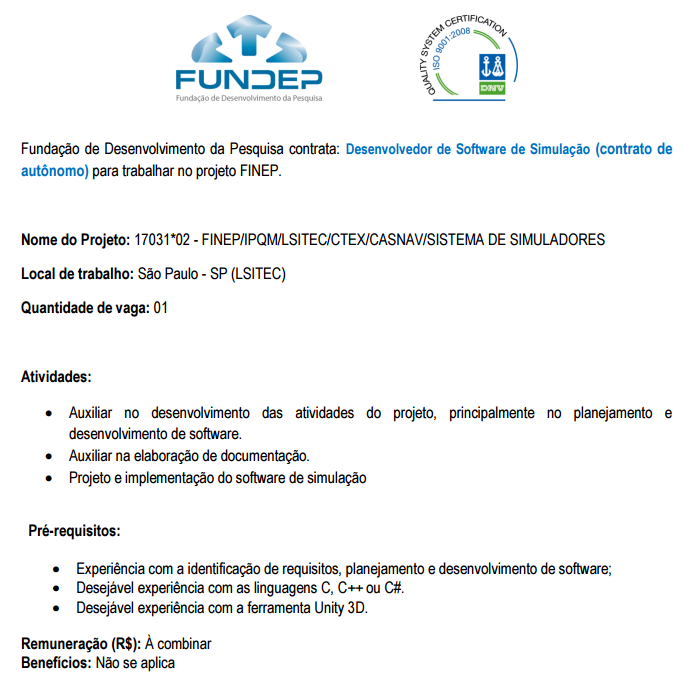 FUNDEP
Fundação de Desenvolvimento da Pesquisa
QUALITY SYSTEM CERTIFICATION
ISO 9001:2008
DNV
Fundação de Desenvolvimento da Pesquisa contrata: Desenvolvedor de Software de Simulação (contrato de
autônomo) para trabalhar no projeto FINEP.
Nome do Projeto: 17031*02 - FINEP/IPQM/LSITEC/CTEX/CASNAV/SISTEMA DE SIMULADORES
Local de trabalho: São Paulo - SP (LSITEC)
Quantidade de vaga: 01
Atividades:
• Auxiliar no desenvolvimento das atividades do projeto, principalmente no planejamento e
desenvolvimento de software.
• Auxiliar na elaboração de documentação.
• Projeto e implementação do software de simulação
Pré-requisitos:
• Experiência com a identificação de requisitos, planejamento e desenvolvimento de software;
• Desejável experiência com as linguagens C, C++ ou C#.
• Desejável experiência com a ferramenta Unity 3D.
Remuneração (R$): À combinar
Benefícios: Não se aplica